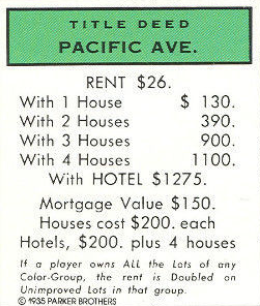 TITLE DEED
PACIFIC AVE.
RENT $26.
With 1 House $ 130.
With 2 Houses 390.
With 3 Houses 900.
With 4 Houses 1100.
With HOTEL $1275.
Mortgage Value $150.
Houses cost $200. each
Hotels, $200. plus 4 houses
If a player owns ALL the Lots of any
Color-Group, the rent is Doubled on
Unimproved Lots in that group.
© 1935 PARKER BROTHERS